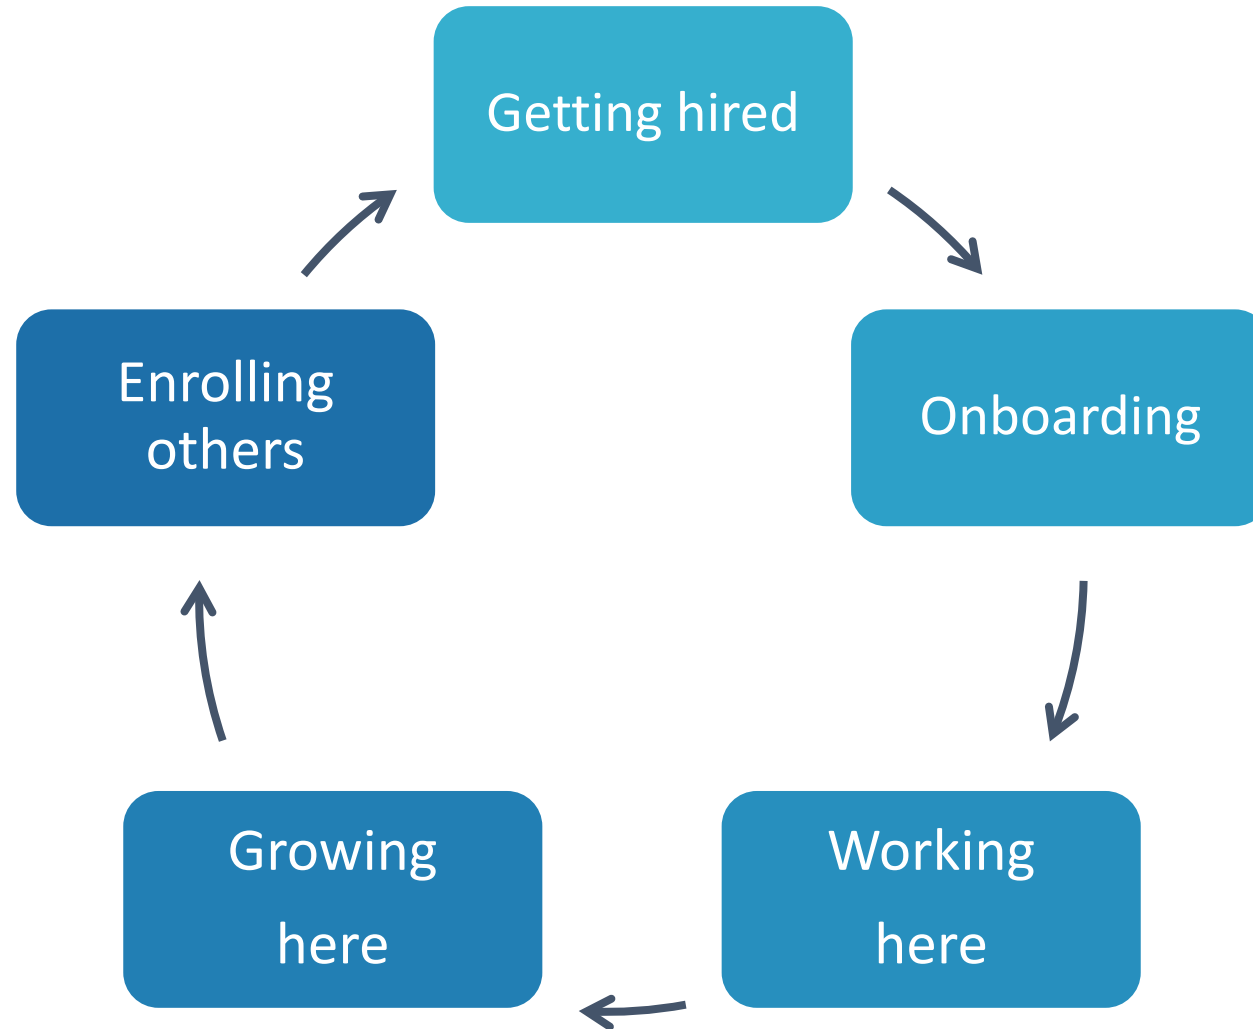 Getting hired
Onboarding
Working
here
Growing
here
Enrolling
others